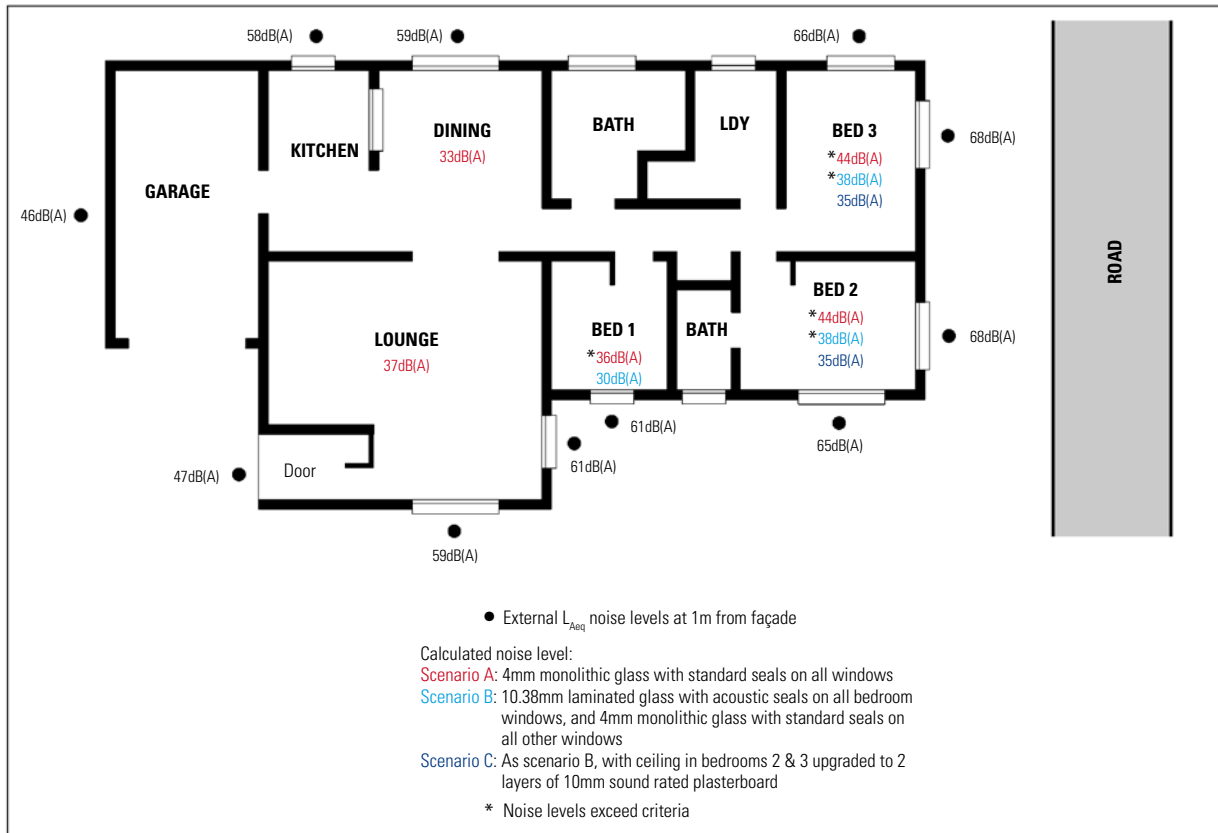 58dB(A)
59dB(A)
66dB(A)
GARAGE
KITCHEN
DINING
33dB(A)
BATH
LDY
BED 3
*44dB(A)
*38dB(A)
35dB(A)
68dB(A)
46dB(A)
ROAD
LOUNGE
37dB(A)
BED 1
*36dB(A)
30dB(A)
BATH
BED 2
*44dB(A)
*38dB(A)
35dB(A)
68dB(A)
61dB(A)
65dB(A)
61dB(A)
47dB(A)
Door
59dB(A)
● External LAeq noise levels at 1m from façade
Calculated noise level:
Scenario A: 4mm monolithic glass with standard seals on all windows
Scenario B: 10.38mm laminated glass with acoustic seals on all bedroom
windows, and 4mm monolithic glass with standard seals on
all other windows
Scenario C: As scenario B, with ceiling in bedrooms 2 & 3 upgraded to 2
layers of 10mm sound rated plasterboard
* Noise levels exceed criteria